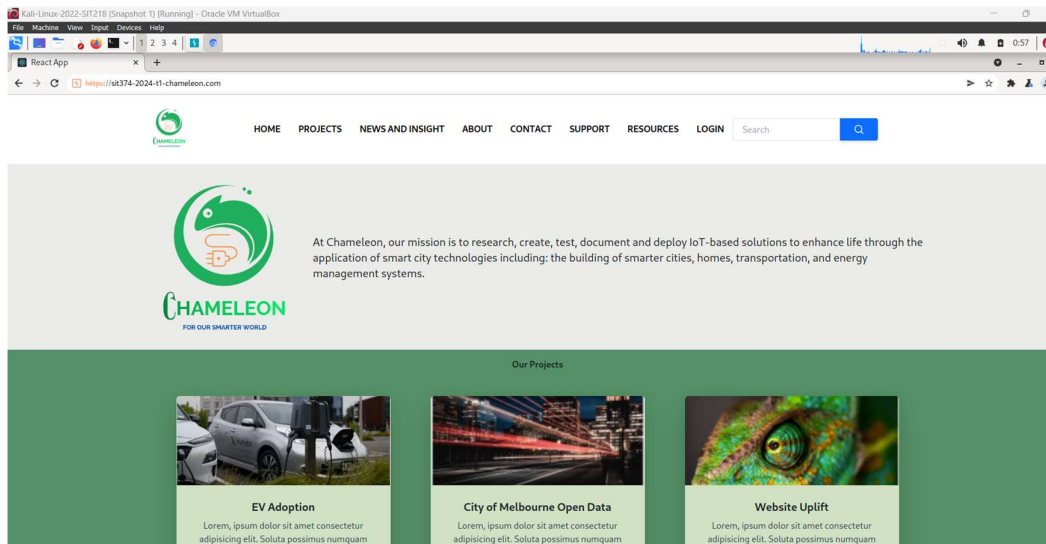 Kali-Linux-2022-SIT218 (Snapshot 1) [Running] - Oracle VM VirtualBox
File Machine View Input Devices Help
1 2 3 4
0:57
React App
https://sit374-2024-t1-chameleon.com
CHAMELEON
HOME PROJECTS NEWS AND INSIGHT ABOUT CONTACT SUPPORT RESOURCES LOGIN Search
At Chameleon, our mission is to research, create, test, document and deploy IoT-based solutions to enhance life through the
application of smart city technologies including: the building of smarter cities, homes, transportation, and energy
management systems.
CHAMELEON
FOR OUR SMARTER WORLD
Our Projects
EV Adoption
Lorem, ipsum dolor sit amet consectetur
adipisicing elit. Soluta possimus numquam
City of Melbourne Open Data
Lorem, ipsum dolor sit amet consectetur
adipisicing elit. Soluta possimus numquam
Website Uplift
Lorem, ipsum dolor sit amet consectetur
adipisicing elit. Soluta possimus numquam